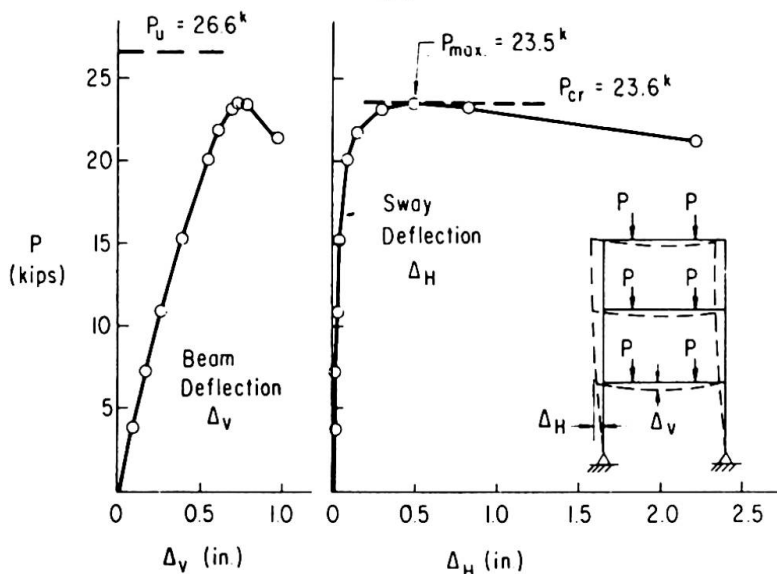 P_u = 26.6^k
P_max. = 23.5^k
P_cr = 23.6^k
25
20
15
10
5
0
P
(kips)
Beam
Deflection
Δ_V
0 0.5 1.0
Δ_V (in.)
Sway
Deflection
Δ_H
P P
P P
P P
Δ_H Δ_V
0 0.5 1.0 1.5 2.0 2.5
Δ_H (in.)